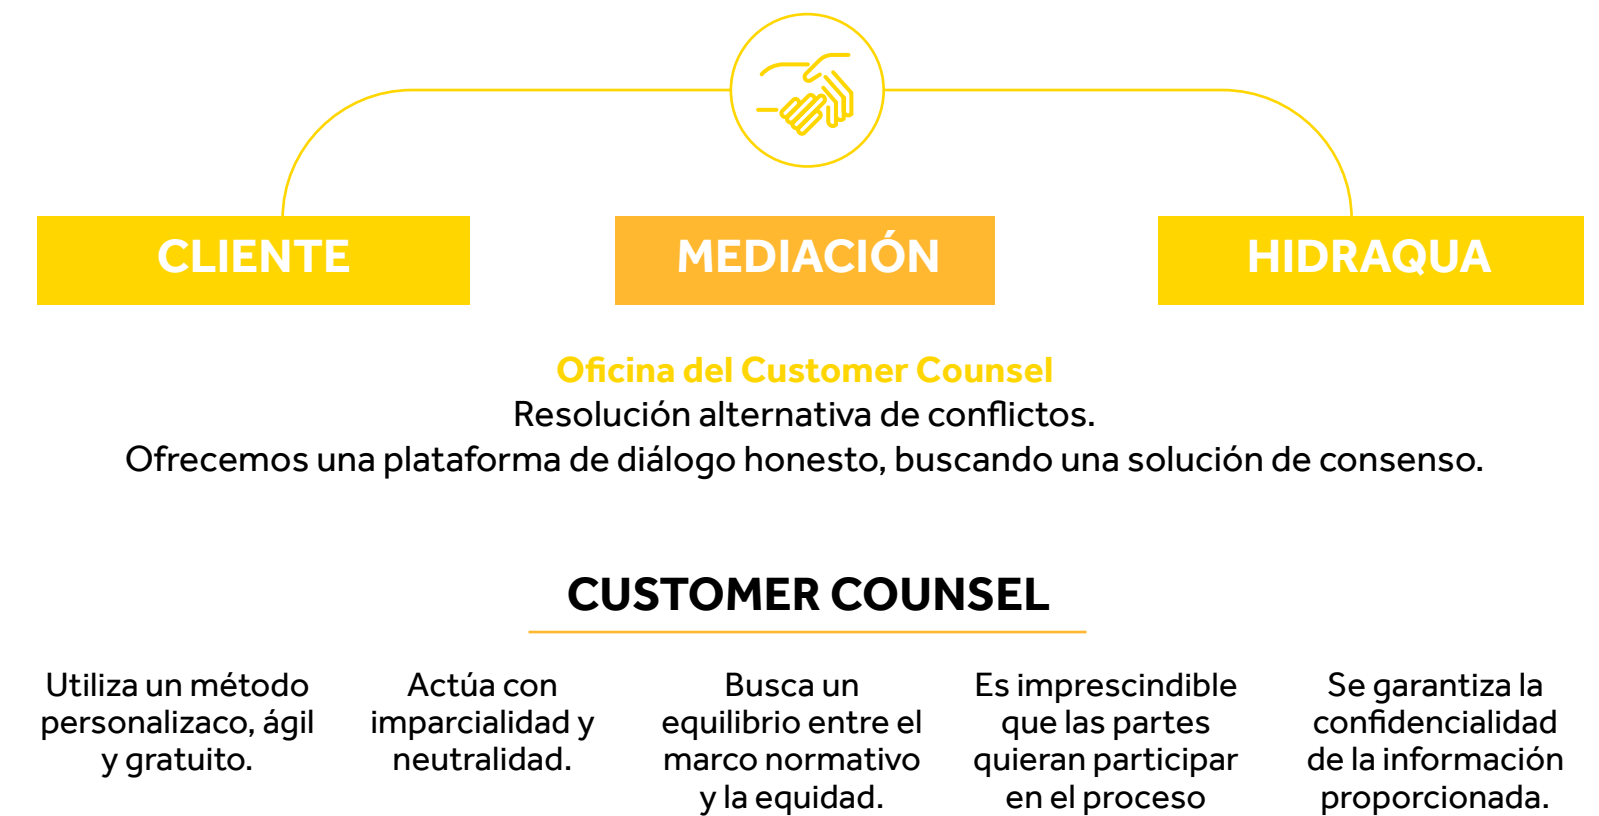 CLIENTE
MEDIACIÓN
HIDRAQUA
Oficina del Customer Counsel
Resolución alternativa de conflictos.
Ofrecemos una plataforma de diálogo honesto, buscando una solución de consenso.
CUSTOMER COUNSEL
Utiliza un método
personalizaco, ágil
y gratuito.
Actúa con
imparcialidad y
neutralidad.
Busca un
equilibrio entre el
marco normativo
y la equidad.
Es imprescindible
que las partes
quieran participar
en el proceso
Se garantiza la
confidencialidad
de la información
proporcionada.